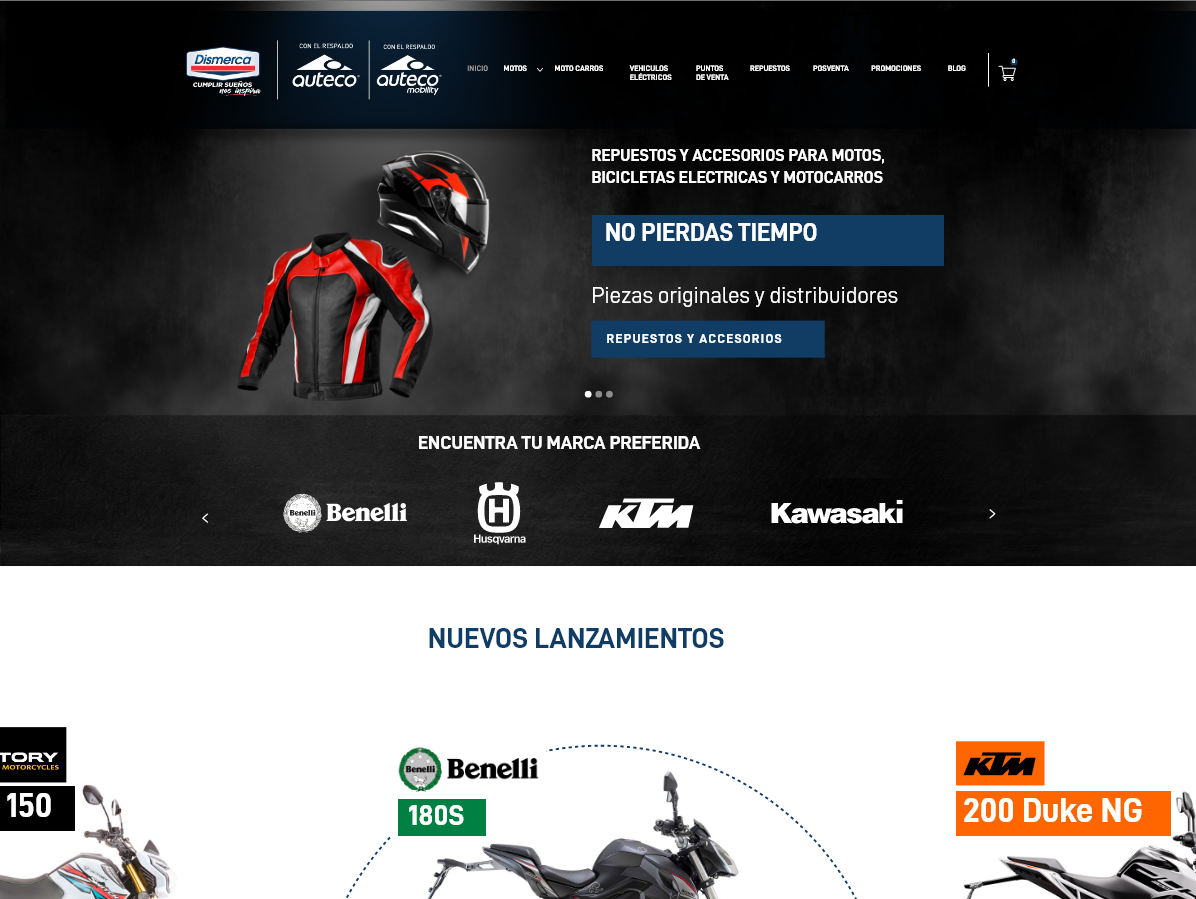 Dismerca
CUMPLIR SUEÑOS
nos inspira
CON EL RESPALDO
auteco
CON EL RESPALDO
auteco
mobility
INICIO
MOTOS
MOTO CARROS
VEHICULOS
ELÉCTRICOS
PUNTOS
DE VENTA
REPUESTOS
POSVENTA
PROMOCIONES
BLOG
REPUESTOS Y ACCESORIOS PARA MOTOS,
BICICLETAS ELECTRICAS Y MOTOCARROS
NO PIERDAS TIEMPO
Piezas originales y distribuidores
REPUESTOS Y ACCESORIOS
ENCUENTRA TU MARCA PREFERIDA
Benelli
Benelli
H
Husqvarna
KTM
Kawasaki
NUEVOS LANZAMIENTOS
TORY
MOTORCYCLES
150
Benelli
Benelli
180S
KTM
200 Duke NG